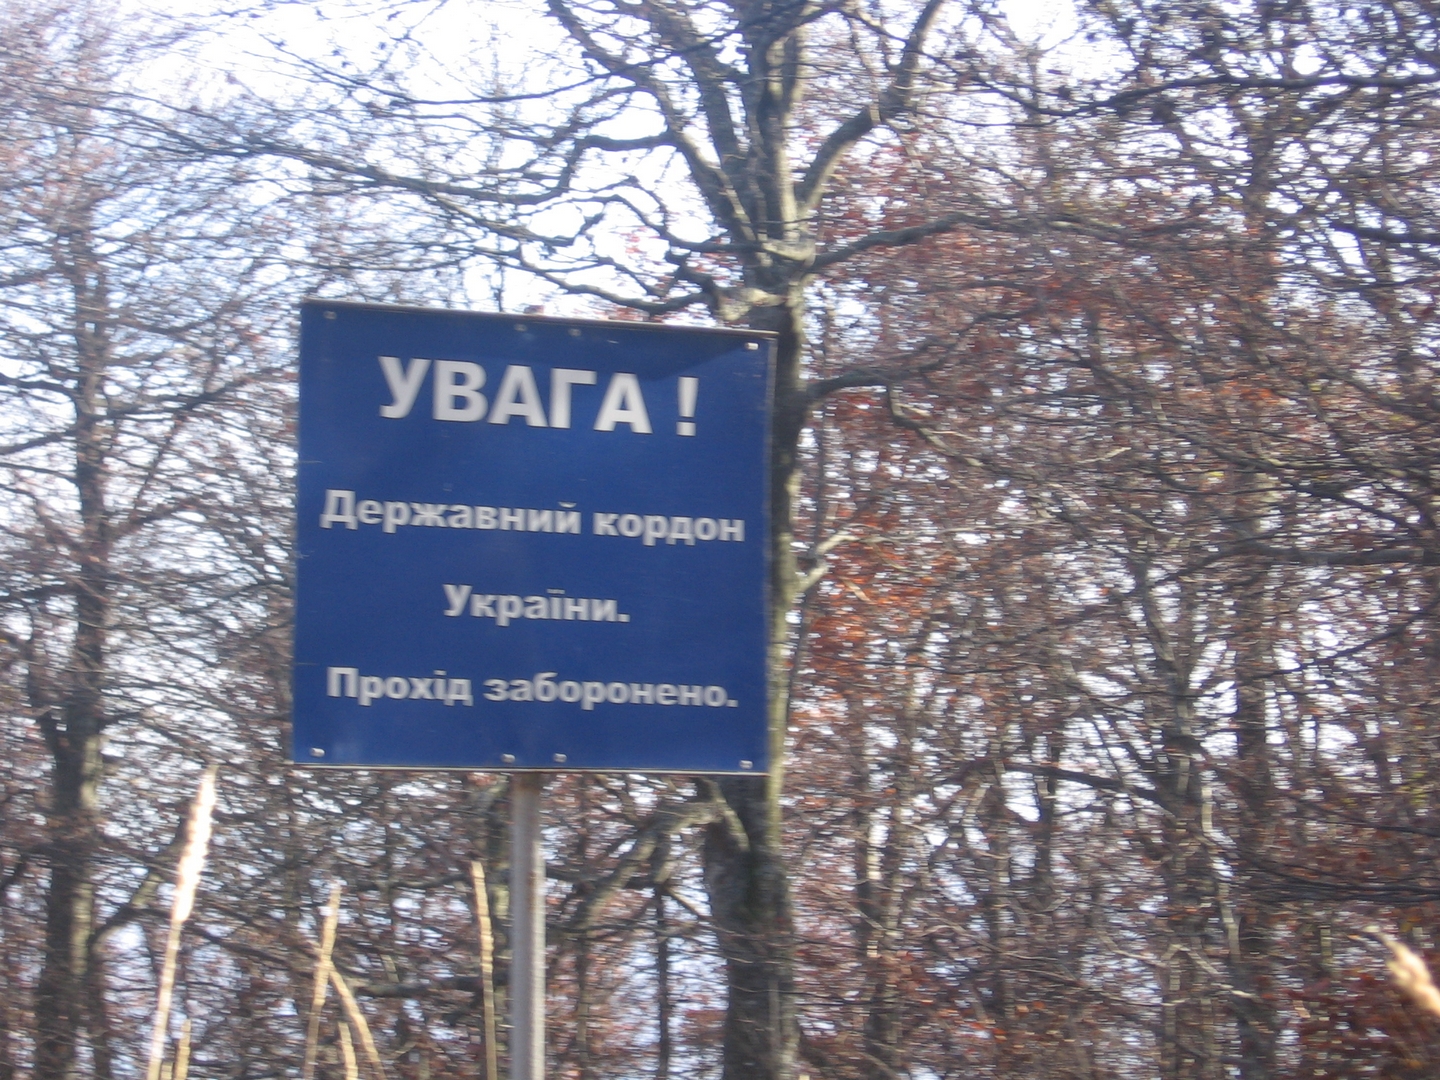 УВАГА !
Державний кордон
України.
Прохід заборонено.